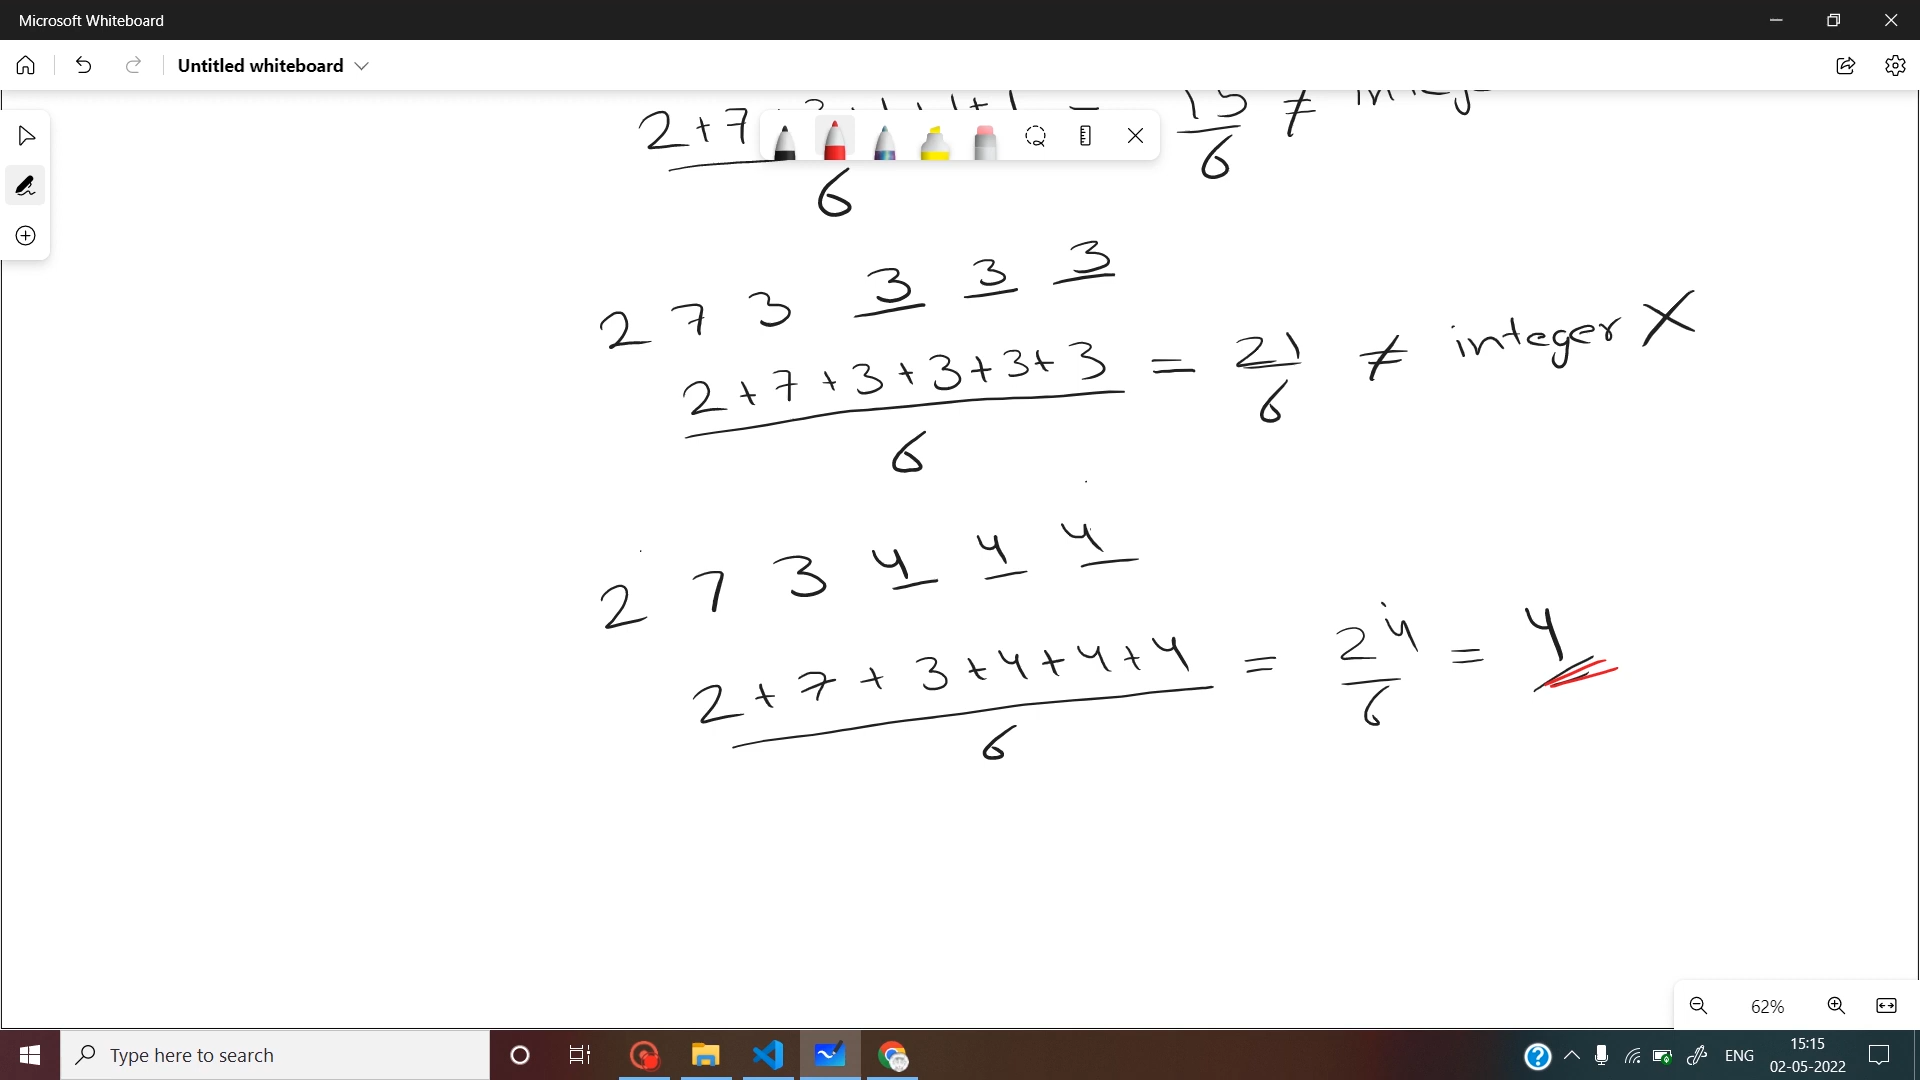 Microsoft Whiteboard
Untitled whiteboard
2+7 = 15/6 ≠
6
2 7 3 3 3 3
2+7+3+3+3+3 = 21/6 ≠ integer X
6
2 7 3 4 4 4
2+7+3+4+4+4 = 24/6 = 4
6
62%
Type here to search
ENG
15:15
02-05-2022